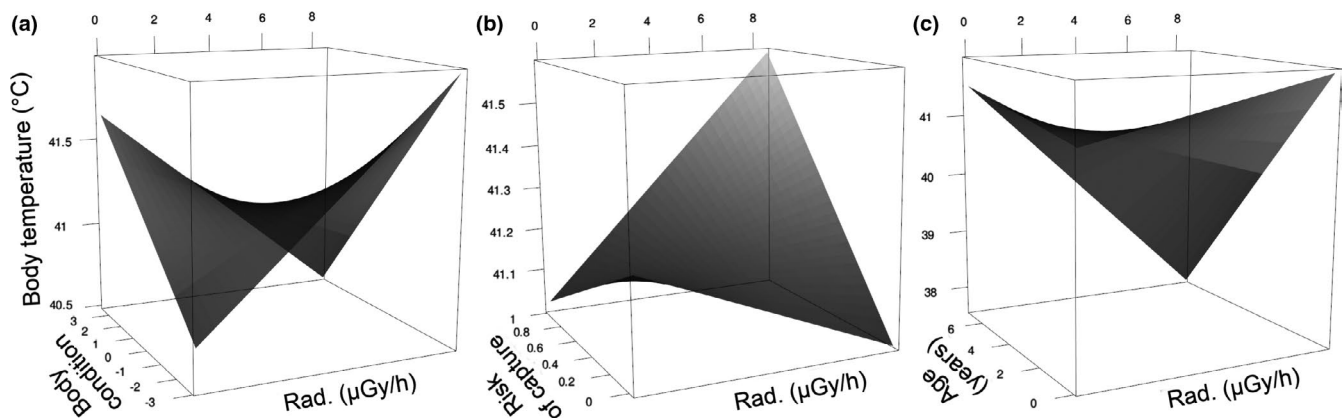 (a)
0 2 4 6 8
Body temperature (°C)
41.5
41
40.5
3
2
1
0
-1
-2
-3
Body
condition
Rad. (µGy/h)
(b)
0 2 4 6 8
41.5
41.4
41.3
41.2
41.1
1
0.8
0.6
0.4
0.2
0
Risk
of capture
Rad. (µGy/h)
(c)
0 2 4 6 8
41
40
39
38
6
4
2
0
Age
(years)
Rad. (µGy/h)